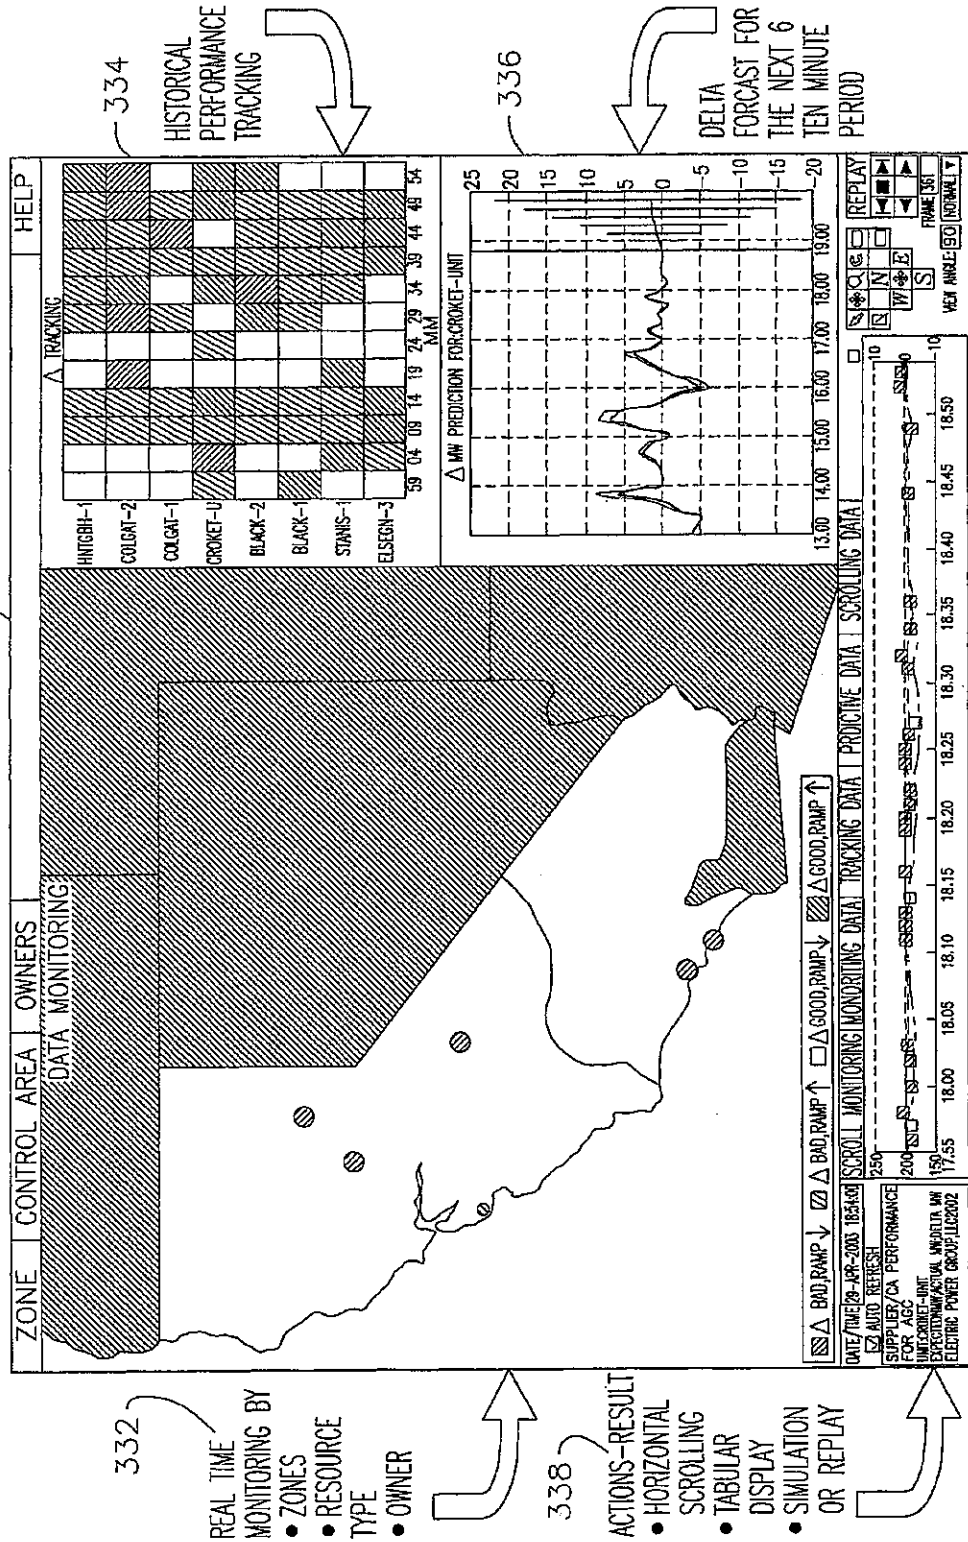 ZONE | CONTROL AREA | OWNERS
HELP
DATA MONITORING
△ TRACKING
HNTGBH-1
COLGAT-2
COLGAT-1
CROKET-U
BLACK-2
BLACK-1
STANIS-1
ELSEGN-3
59 04 09 14 19 24 29 34 39 44 49 54
MM
△ MW PREDICTION FOR:CROKET-UNIT
25
20
15
10
5
0
-5
-10
-15
-20
13.00 14.00 15.00 16.00 17.00 18.00 19.00
△ BAD,RAMP↓ △ BAD,RAMP↑ △GOOD,RAMP↓ △GOOD,RAMP↑
DATE/TIME 29-APR-2003 18:54:00
AUTO REFRESH
SUPPLIER/CA PERFORMANCE
FOR AGC
UNIT:CROKET-UNIT
ELECTRIC POWER GROUP,LLC2002
SCROLL MONITORING MONORITING DATA | TRACKING DATA | PRDICTIVE DATA | SCROLLING DATA
250
200
150
10
0
-10
17.55 18.00 18.05 18.10 18.15 18.20 18.25 18.30 18.35 18.40 18.45 18.50
N
W E
S
REPLAY
FRAME 361
VIEW ANGLE 90 NORMAL ▼
332
REAL TIME
MONITORING BY
• ZONES
• RESOURCE
TYPE
• OWNER
338
ACTIONS-RESULT
• HORIZONTAL
SCROLLING
• TABULAR
DISPLAY
• SIMULATION
OR REPLAY
334
HISTORICAL
PERFORMANCE
TRACKING
336
DELTA
FORCAST FOR
THE NEXT 6
TEN MINUTE
PERIOD